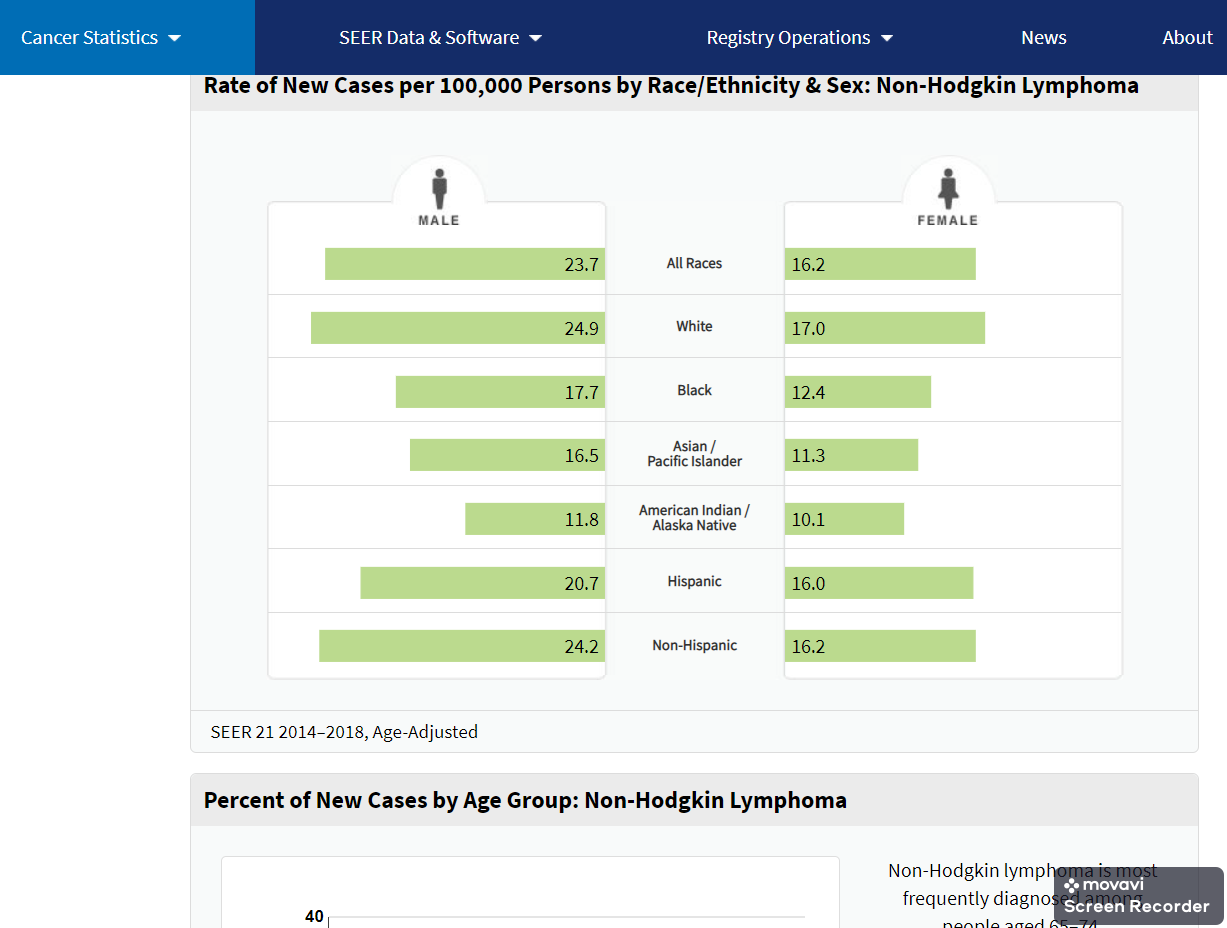 Cancer Statistics SEER Data & Software Registry Operations News About
Rate of New Cases per 100,000 Persons by Race/Ethnicity & Sex: Non-Hodgkin Lymphoma
MALE FEMALE
23.7 All Races 16.2
24.9 White 17.0
17.7 Black 12.4
16.5 Asian / Pacific Islander 11.3
11.8 American Indian / Alaska Native 10.1
20.7 Hispanic 16.0
24.2 Non-Hispanic 16.2
SEER 21 2014–2018, Age-Adjusted
Percent of New Cases by Age Group: Non-Hodgkin Lymphoma
40
Non-Hodgkin lymphoma is most
frequently diagnosed among
people aged 65–74
movavi
Screen Recorder